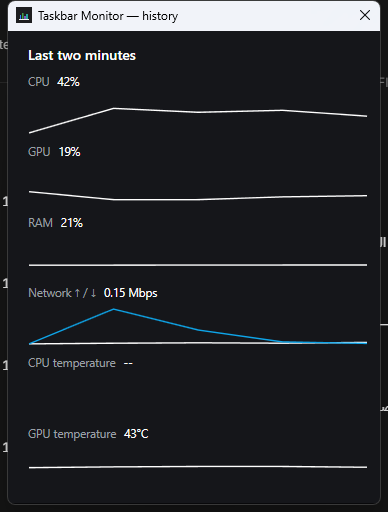 Taskbar Monitor — history
Last two minutes
CPU 42%
GPU 19%
RAM 21%
Network ↑ / ↓ 0.15 Mbps
CPU temperature --
GPU temperature 43°C